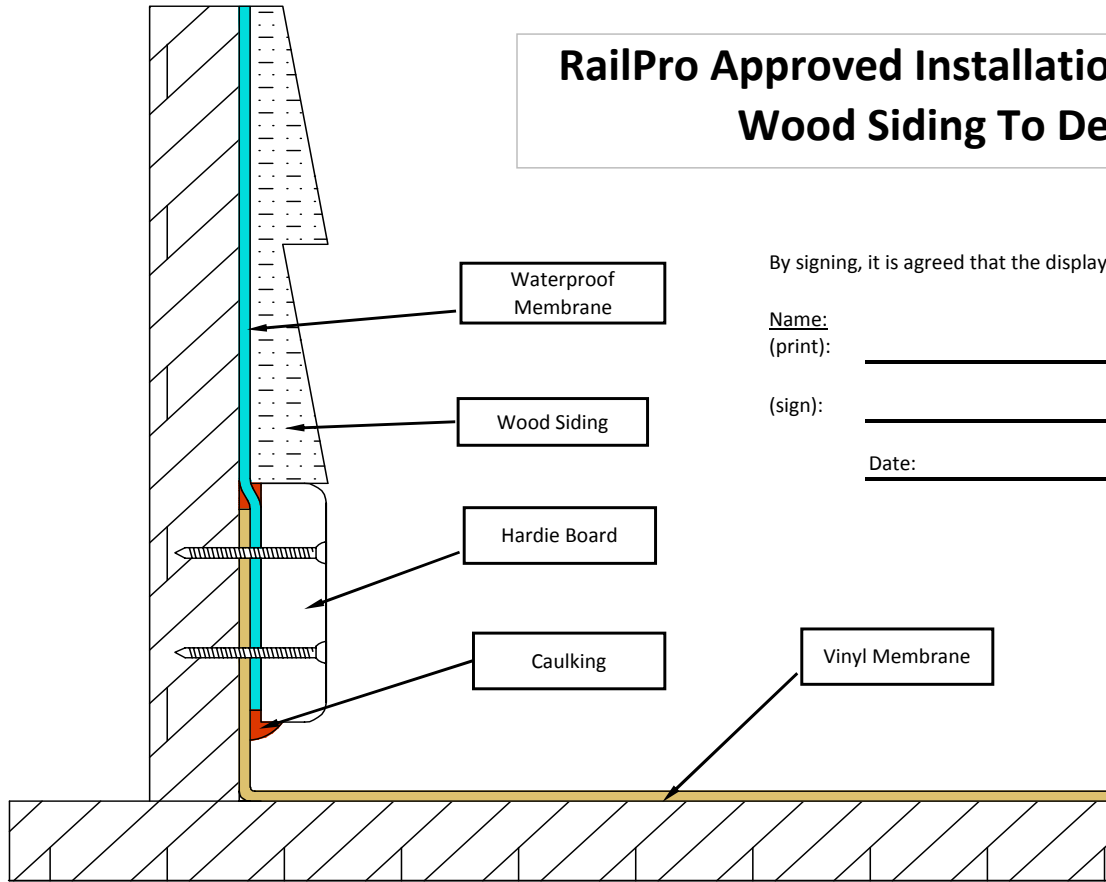 RailPro Approved Installatio
Wood Siding To De
By signing, it is agreed that the display
Name:
(print):
(sign):
Date:
Waterproof
Membrane
Wood Siding
Hardie Board
Caulking
Vinyl Membrane